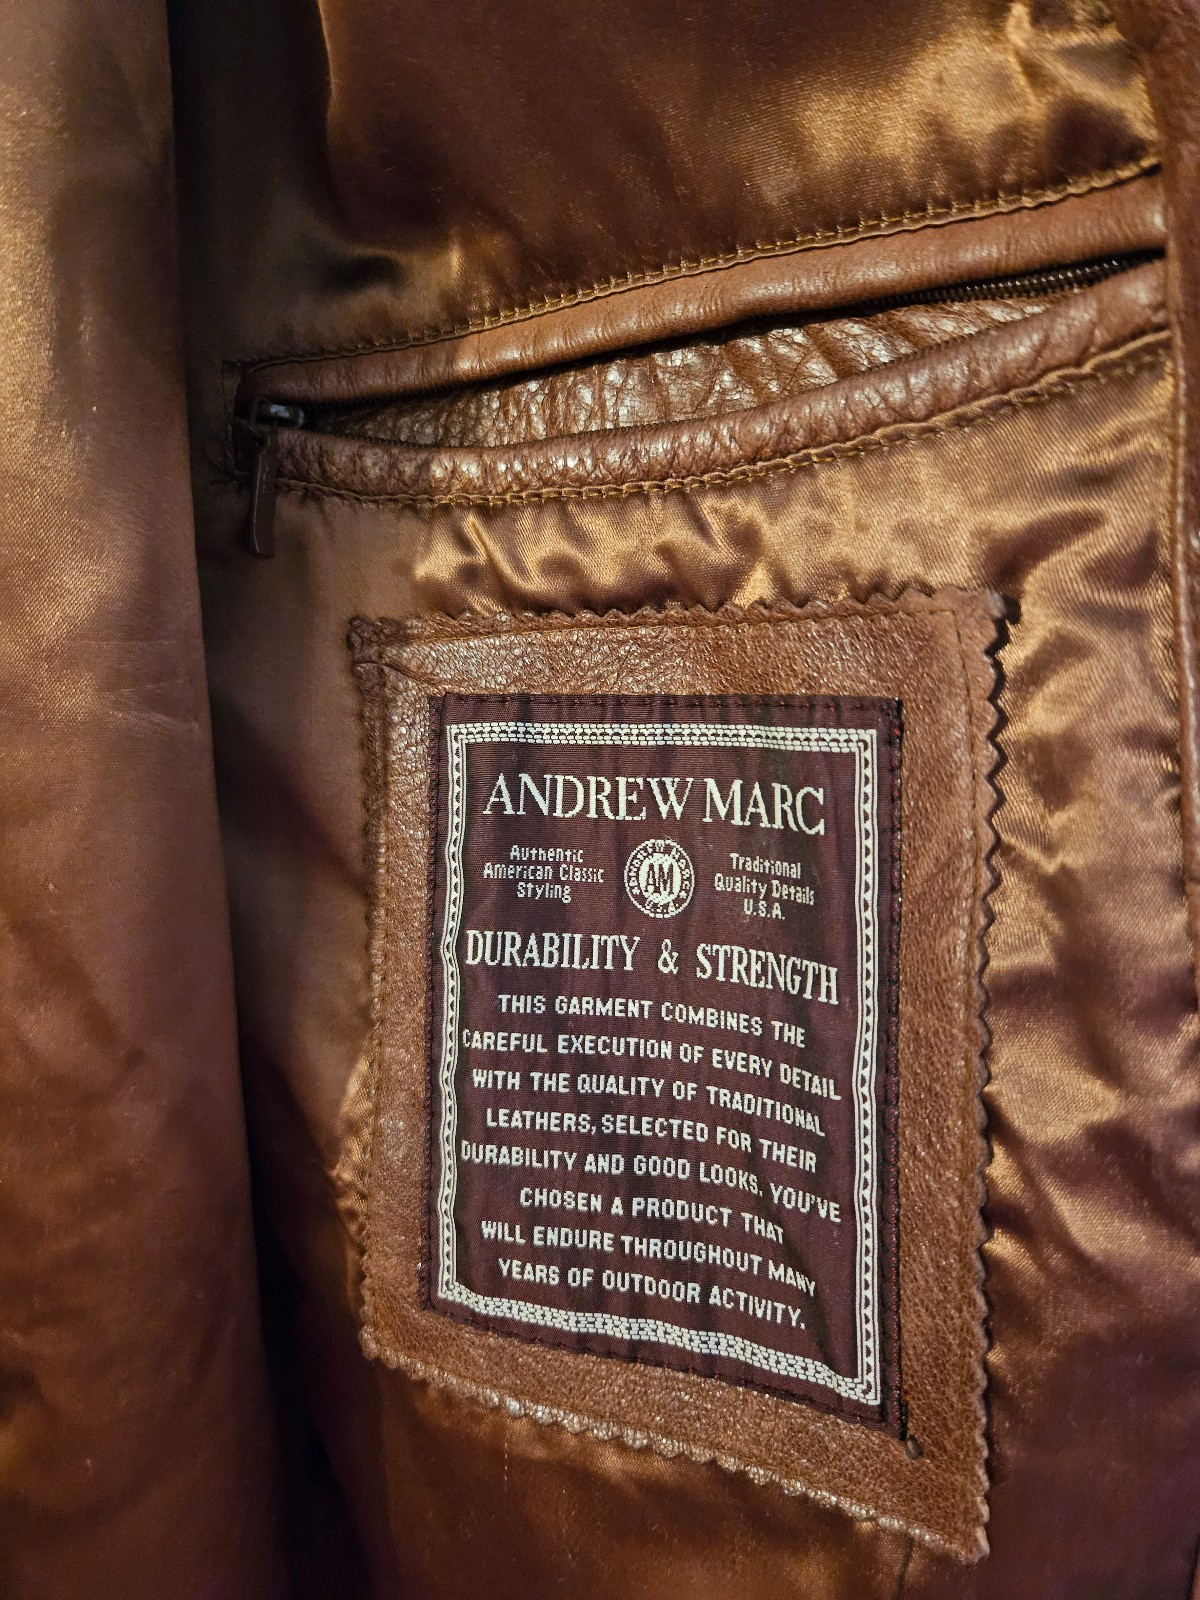 ANDREW MARC
Authentic
American Classic
Styling
ANDREW MARC
AM
U.S.A.
Traditional
Quality Details
U.S.A.
DURABILITY & STRENGTH
THIS GARMENT COMBINES THE
CAREFUL EXECUTION OF EVERY DETAIL
WITH THE QUALITY OF TRADITIONAL
LEATHERS, SELECTED FOR THEIR
DURABILITY AND GOOD LOOKS. YOU'VE
CHOSEN A PRODUCT THAT
WILL ENDURE THROUGHOUT MANY
YEARS OF OUTDOOR ACTIVITY.